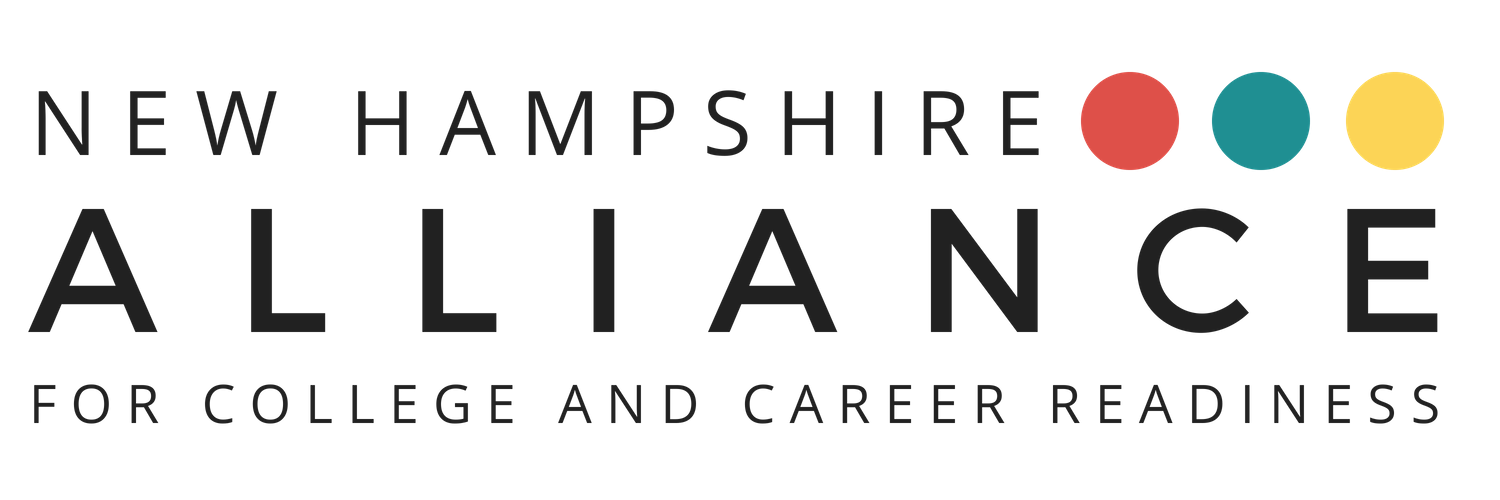 NEW HAMPSHIRE
ALLIANCE
FOR COLLEGE AND CAREER READINESS